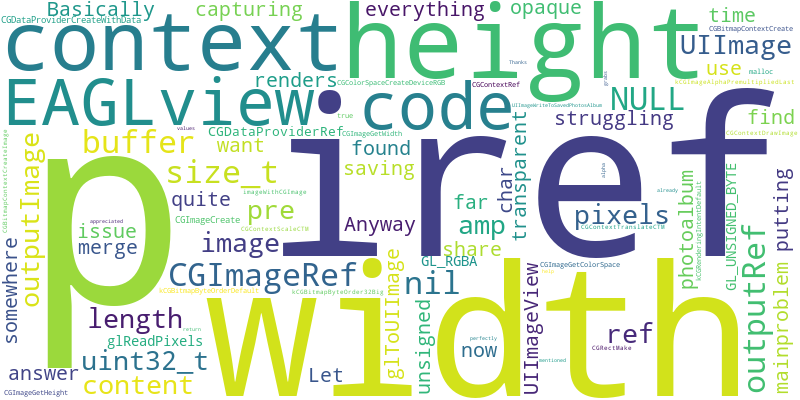 Basically
capturing
everything
opaque
time
CGDataProviderCreateWithData
CGBitmapContextCreate
context
height
UIImage
renders
Thanks
CGColorSpaceCreateDeviceRGB
CGContextRef
use
malloc
kCGImageAlphaPremultipliedLast
EAGLview
code
NULL
UIImageWriteToSavedPhotosAlbum
true
struggling
find
CGContextDrawImage
values
CGDataProviderRef
CGImageGetWidth
buffer
want
found
transparent
piref
p
size_t
saving
char
alpha
already
CGBitmapContextCreateImage
outputImage
quite
imageWithCGImage
far
pre
CGImageCreate
Anyway
amp
pixels
photoalbum
GL_UNSIGNED_BYTE
putting
issue
CGContextScaleCTM
CGContextTranslateCTM
kCGRenderingIntentDefault
somewhere
merge
image
share
outputRef
GL_RGBA
CGImageGetColorSpace
glToUIImage
CGImageRef
nil
width
mainproblem
kCGBitmapByteOrderDefault
kCGBitmapByteOrder32Big
length
unsigned
UIImageView
ref
return
perfectly
glReadPixels
now
CGRectMake
uint32_t
mentioned
answer
Let
content
CGImageGetHeight